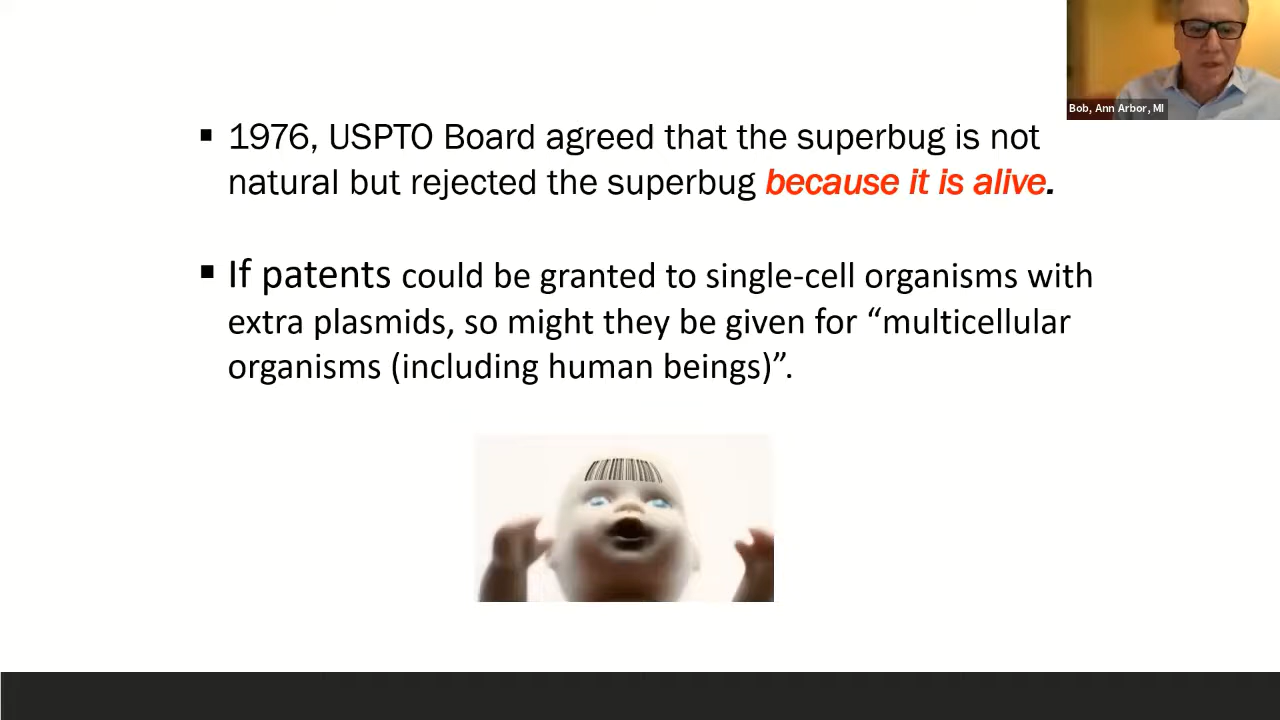 Bob, Ann Arbor, MI
▪ 1976, USPTO Board agreed that the superbug is not
natural but rejected the superbug because it is alive.
▪ If patents could be granted to single-cell organisms with
extra plasmids, so might they be given for “multicellular
organisms (including human beings)”.